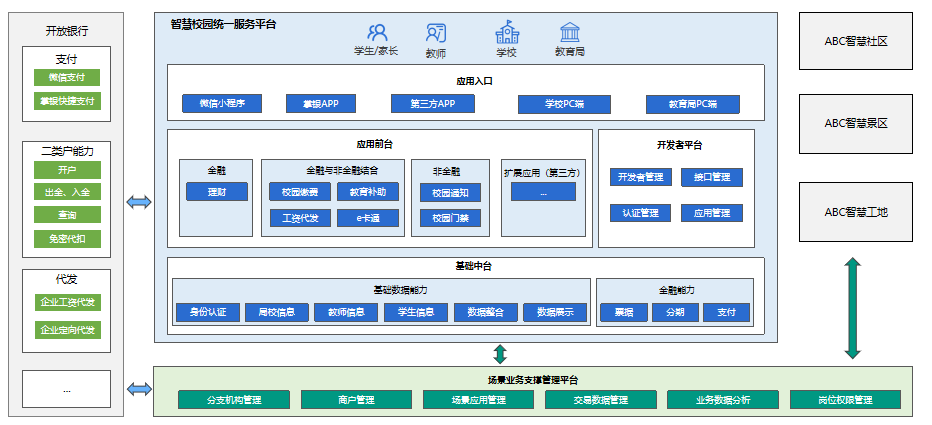 开放银行
支付
微信支付
掌银快捷支付
二类户能力
开户
出金、入金
查询
免密代扣
代发
企业工资代发
企业定向代发
...
智慧校园统一服务平台
学生/家长
教师
学校
教育局
应用入口
微信小程序
掌银APP
第三方APP
学校PC端
教育局PC端
应用前台
金融
理财
金融与非金融结合
校园缴费
教育补助
工资代发
e卡通
非金融
校园通知
校园门禁
扩展应用（第三方）
...
开发者平台
开发者管理
接口管理
认证管理
应用管理
基础中台
基础数据能力
身份认证
局校信息
教师信息
学生信息
数据整合
数据展示
金融能力
票据
分期
支付
场景业务支撑管理平台
分支机构管理
商户管理
场景应用管理
交易数据管理
业务数据分析
岗位权限管理
ABC智慧社区
ABC智慧景区
ABC智慧工地